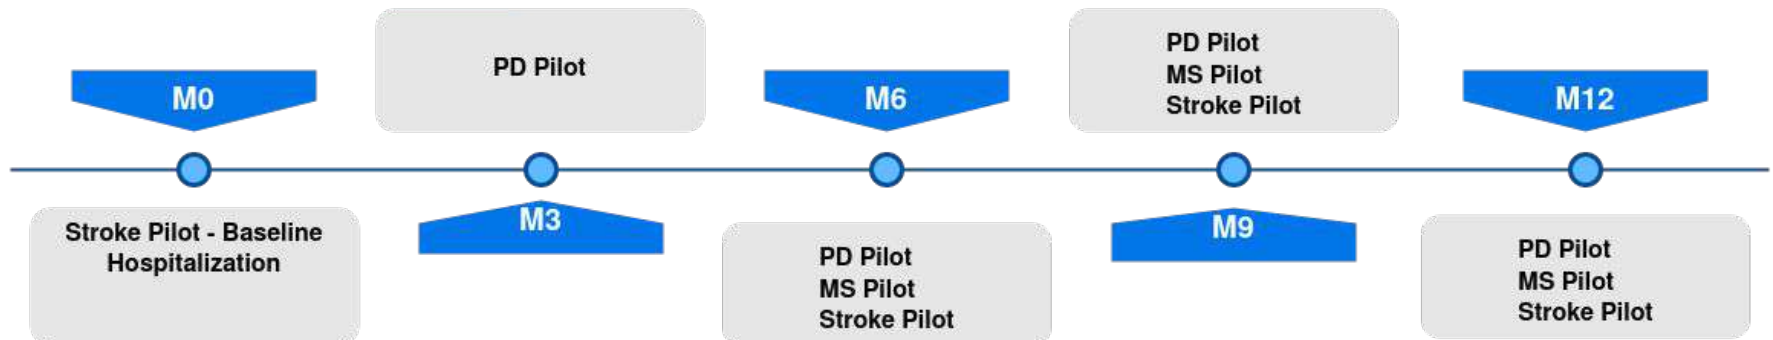 M0
Stroke Pilot - Baseline
Hospitalization
PD Pilot
M3
M6
PD Pilot
MS Pilot
Stroke Pilot
PD Pilot
MS Pilot
Stroke Pilot
M9
M12
PD Pilot
MS Pilot
Stroke Pilot